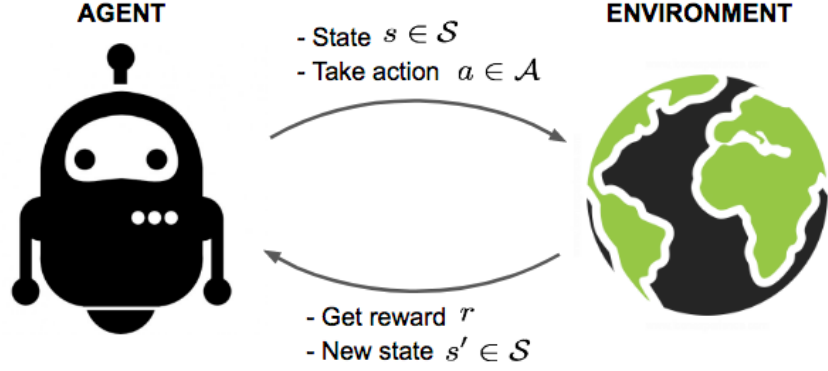 AGENT
ENVIRONMENT
- State s ∈ 𝒮
- Take action a ∈ 𝒜
- Get reward r
- New state s′ ∈ 𝒮